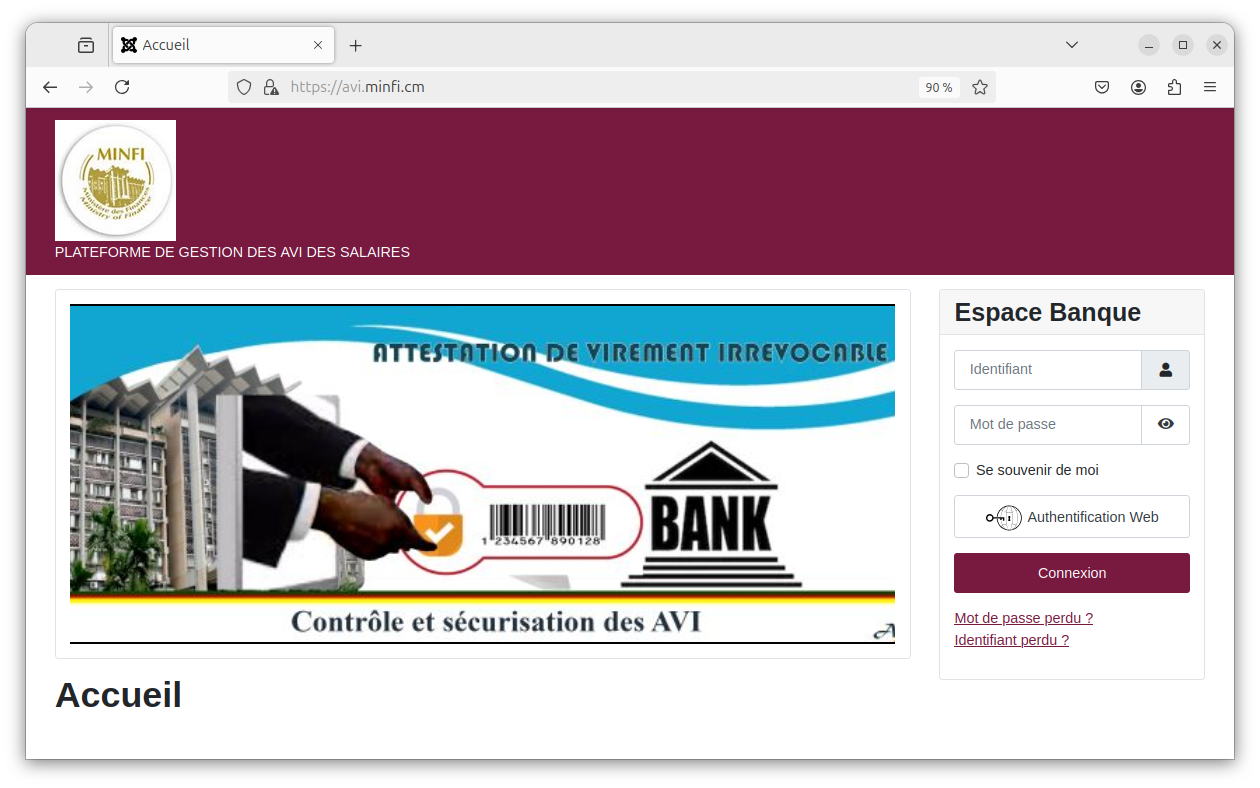 Accueil
https://avi.minfi.cm
90 %
MINFI
Ministère des Finances
Ministry of Finance
PLATEFORME DE GESTION DES AVI DES SALAIRES
ATTESTATION DE VIREMENT IRREVOCABLE
BANK
1 234567 890128
Contrôle et sécurisation des AVI
A
Accueil
Espace Banque
Identifiant
Mot de passe
Se souvenir de moi
Authentification Web
Connexion
Mot de passe perdu ?
Identifiant perdu ?